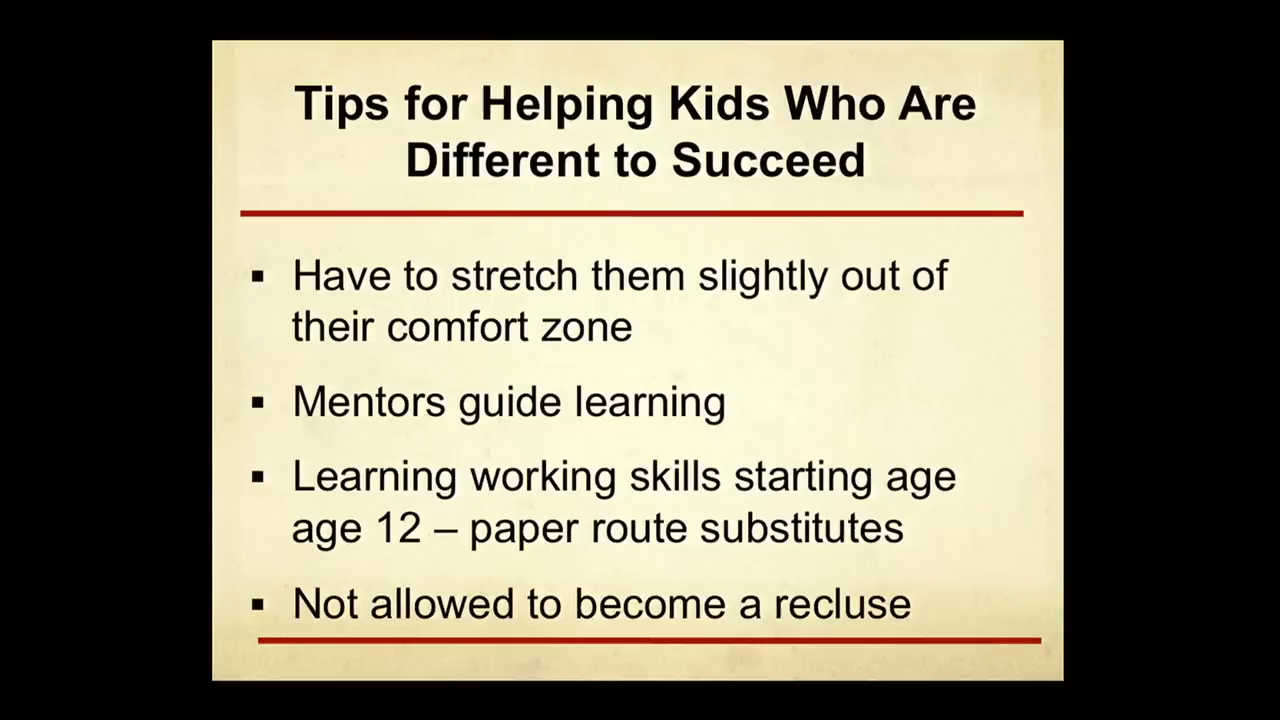 Tips for Helping Kids Who Are
Different to Succeed
▪ Have to stretch them slightly out of
their comfort zone
▪ Mentors guide learning
▪ Learning working skills starting age
age 12 – paper route substitutes
▪ Not allowed to become a recluse